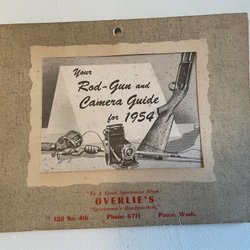 Your
Rod-Gun and
Camera Guide
for 1954
"To A Good Sportsman From"
OVERLIE'S
"Sportsman's Headquarters"
126 So. 4th Phone 6711 Pasco, Wash.